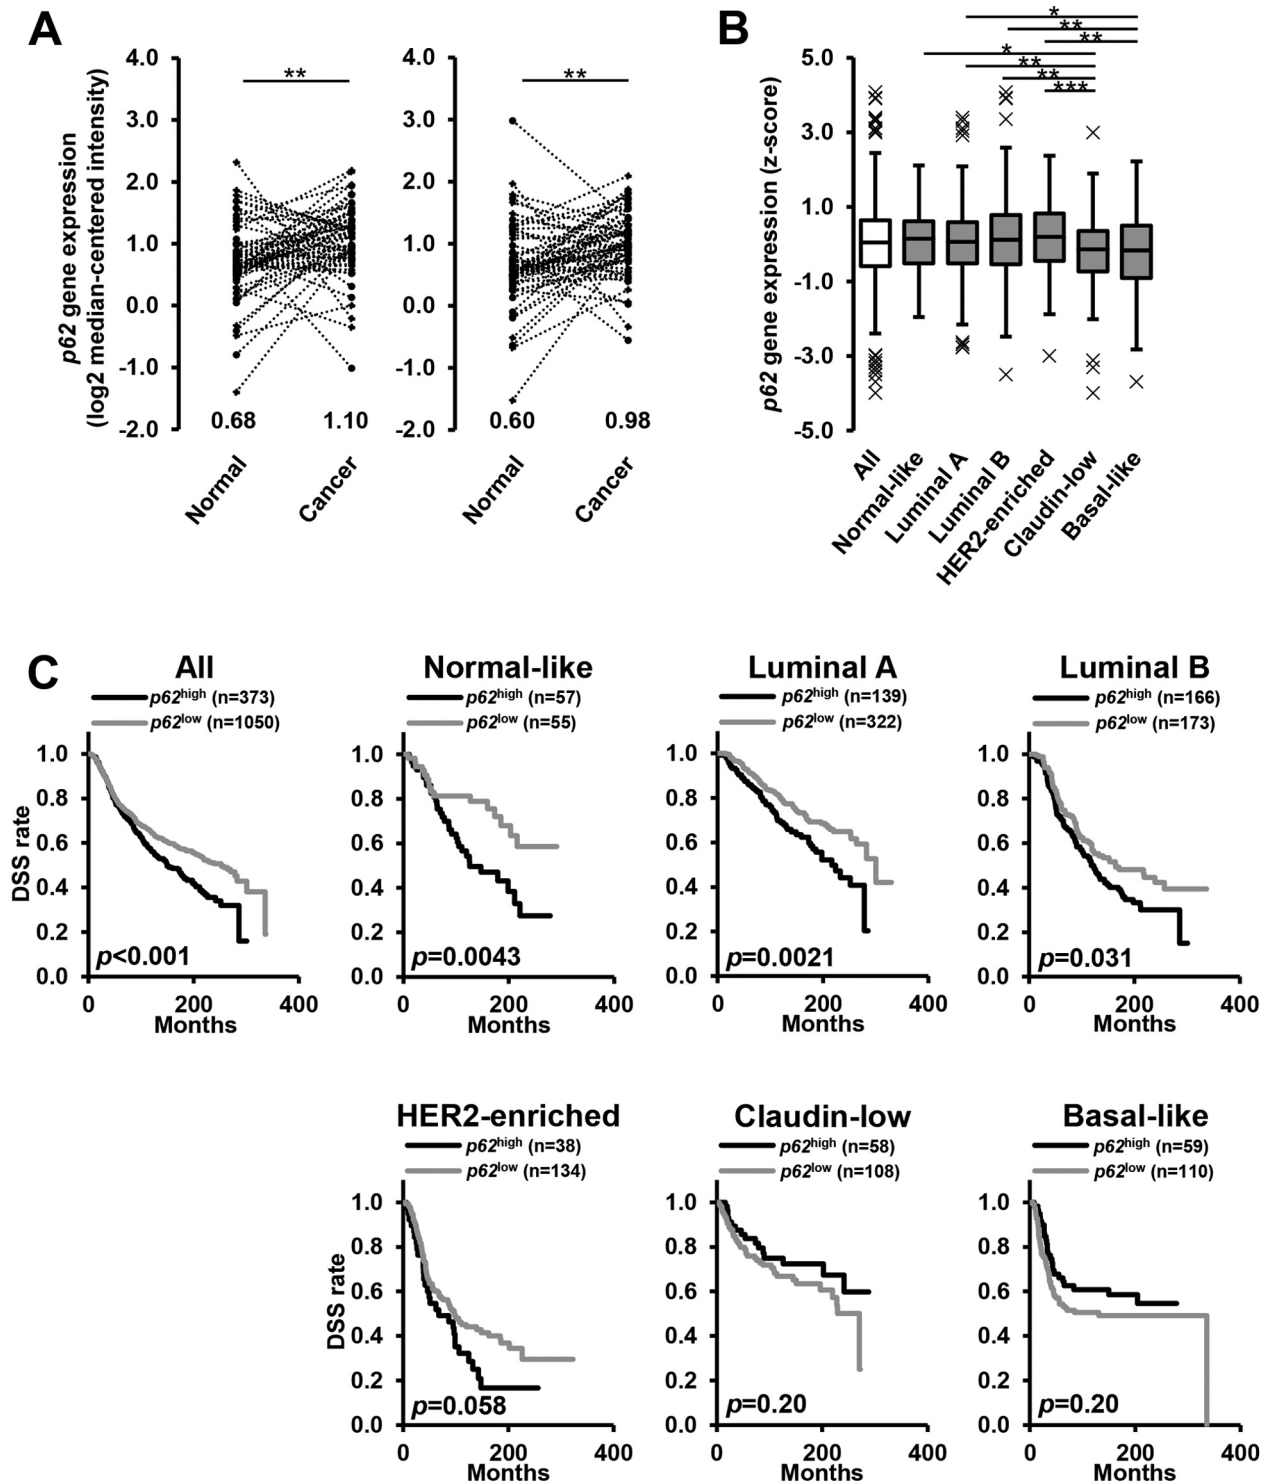 A
4.0
3.0
2.0
1.0
0.0
-1.0
-2.0
p62 gene expression
(log2 median-centered intensity)
**
0.68
1.10
Normal
Cancer
4.0
3.0
2.0
1.0
0.0
-1.0
-2.0
**
0.60
0.98
Normal
Cancer
B
p62 gene expression (z-score)
5.0
3.0
1.0
-1.0
-3.0
-5.0
*
**
**
*
**
**
***
All
Normal-like
Luminal A
Luminal B
HER2-enriched
Claudin-low
Basal-like
C
All
p62high (n=373)
p62low (n=1050)
DSS rate
1.0
0.8
0.6
0.4
0.2
0.0
p<0.001
0 200 400
Months
Normal-like
p62high (n=57)
p62low (n=55)
1.0
0.8
0.6
0.4
0.2
0.0
p=0.0043
0 200 400
Months
Luminal A
p62high (n=139)
p62low (n=322)
1.0
0.8
0.6
0.4
0.2
0.0
p=0.0021
0 200 400
Months
Luminal B
p62high (n=166)
p62low (n=173)
1.0
0.8
0.6
0.4
0.2
0.0
p=0.031
0 200 400
Months
HER2-enriched
p62high (n=38)
p62low (n=134)
DSS rate
1.0
0.8
0.6
0.4
0.2
0.0
p=0.058
0 200 400
Months
Claudin-low
p62high (n=58)
p62low (n=108)
1.0
0.8
0.6
0.4
0.2
0.0
p=0.20
0 200 400
Months
Basal-like
p62high (n=59)
p62low (n=110)
1.0
0.8
0.6
0.4
0.2
0.0
p=0.20
0 200 400
Months